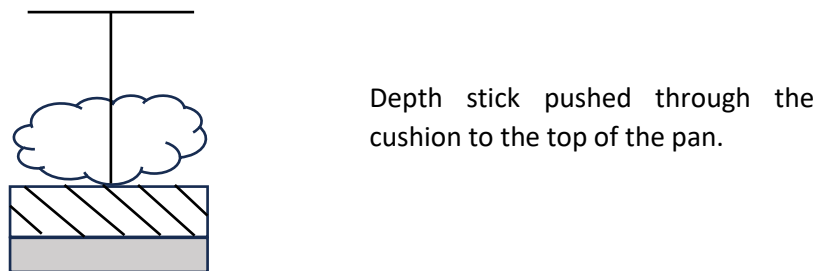 Depth stick pushed through the
cushion to the top of the pan.